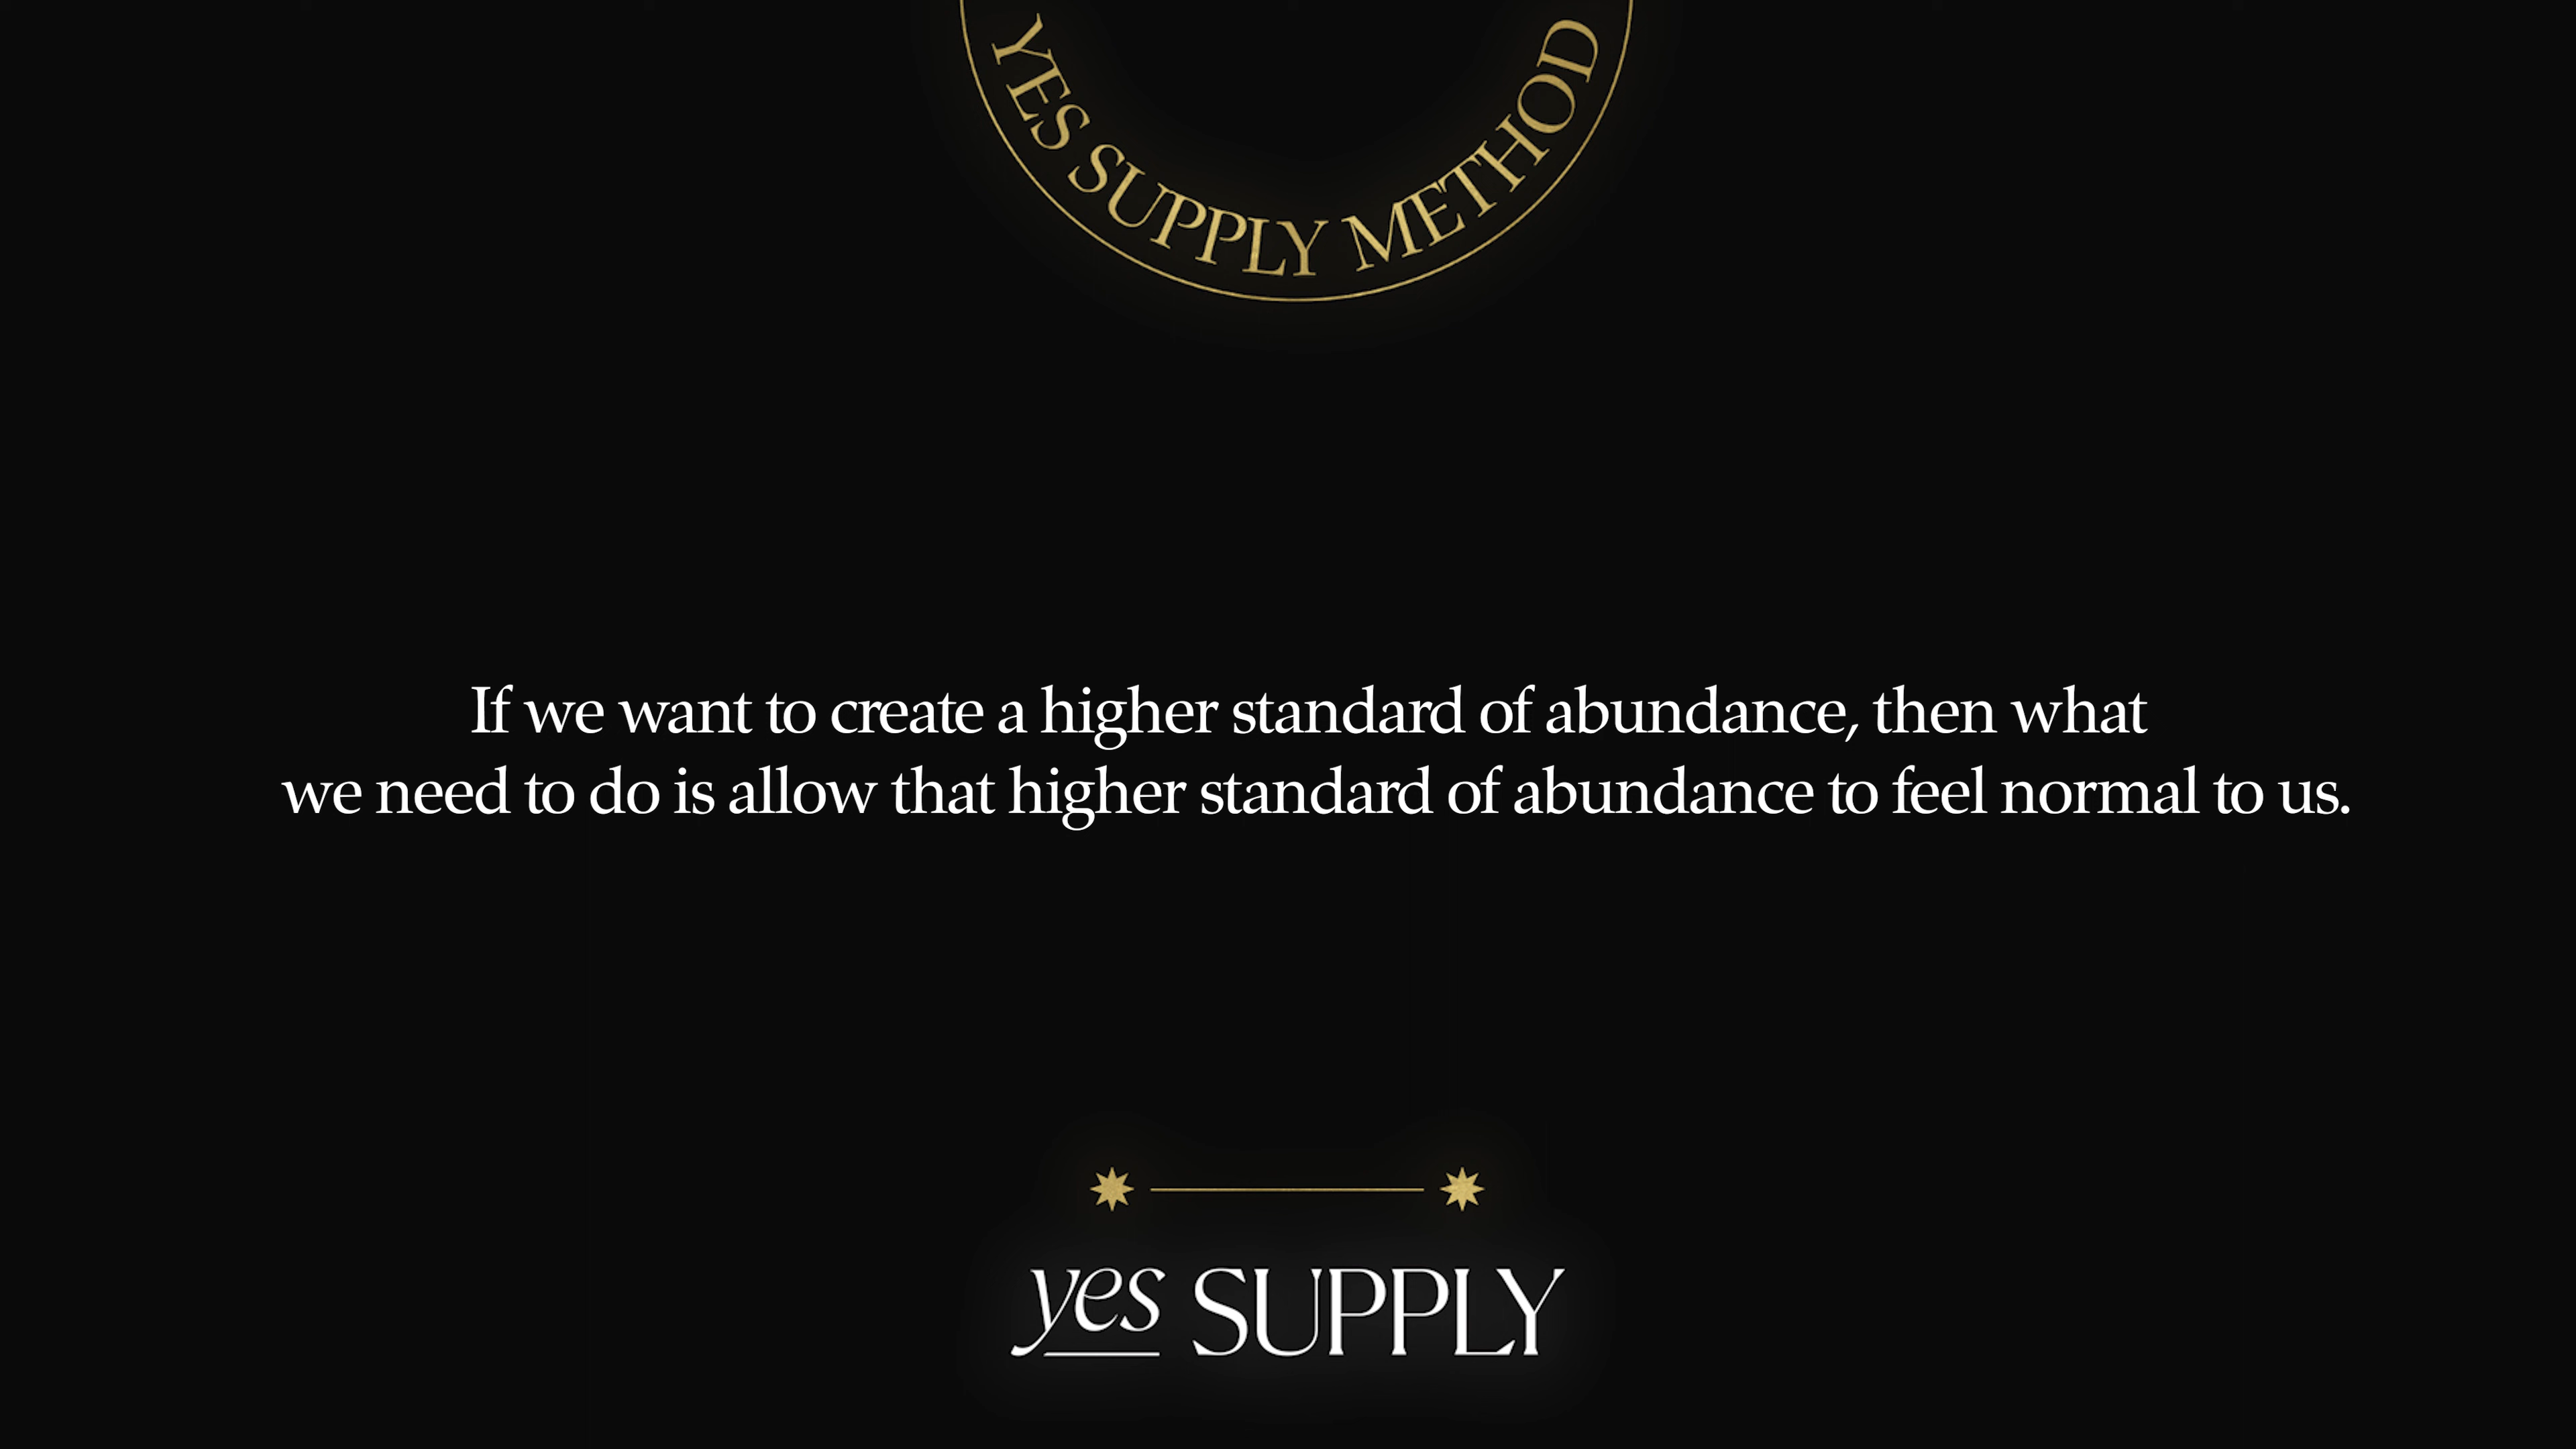 YES SUPPLY METHOD
If we want to create a higher standard of abundance, then what
we need to do is allow that higher standard of abundance to feel normal to us.
yes SUPPLY